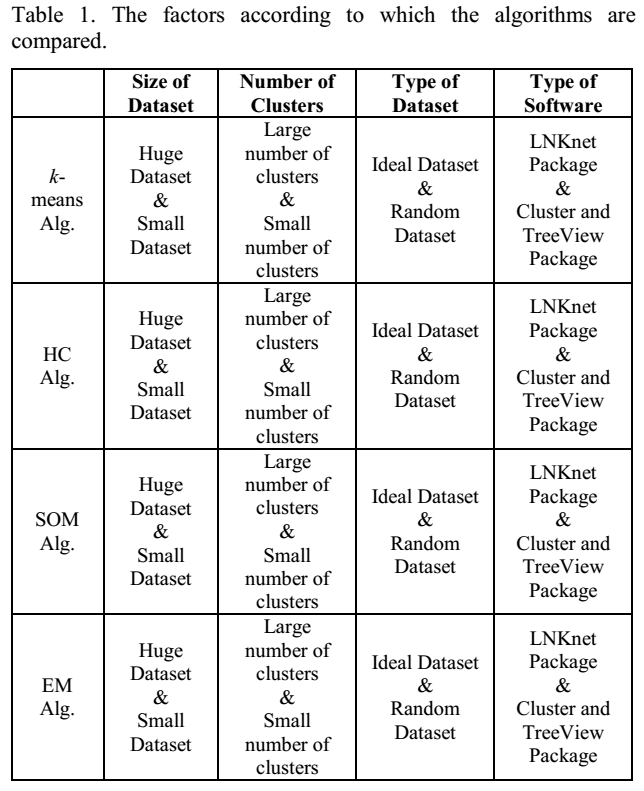 Table 1. The factors according to which the algorithms are
compared.
Size of
Dataset
Number of
Clusters
Type of
Dataset
Type of
Software
k-
means
Alg.
Huge
Dataset
&
Small
Dataset
Large
number of
clusters
&
Small
number of
clusters
Ideal Dataset
&
Random
Dataset
LNKnet
Package
&
Cluster and
TreeView
Package
HC
Alg.
Huge
Dataset
&
Small
Dataset
Large
number of
clusters
&
Small
number of
clusters
Ideal Dataset
&
Random
Dataset
LNKnet
Package
&
Cluster and
TreeView
Package
SOM
Alg.
Huge
Dataset
&
Small
Dataset
Large
number of
clusters
&
Small
number of
clusters
Ideal Dataset
&
Random
Dataset
LNKnet
Package
&
Cluster and
TreeView
Package
EM
Alg.
Huge
Dataset
&
Small
Dataset
Large
number of
clusters
&
Small
number of
clusters
Ideal Dataset
&
Random
Dataset
LNKnet
Package
&
Cluster and
TreeView
Package